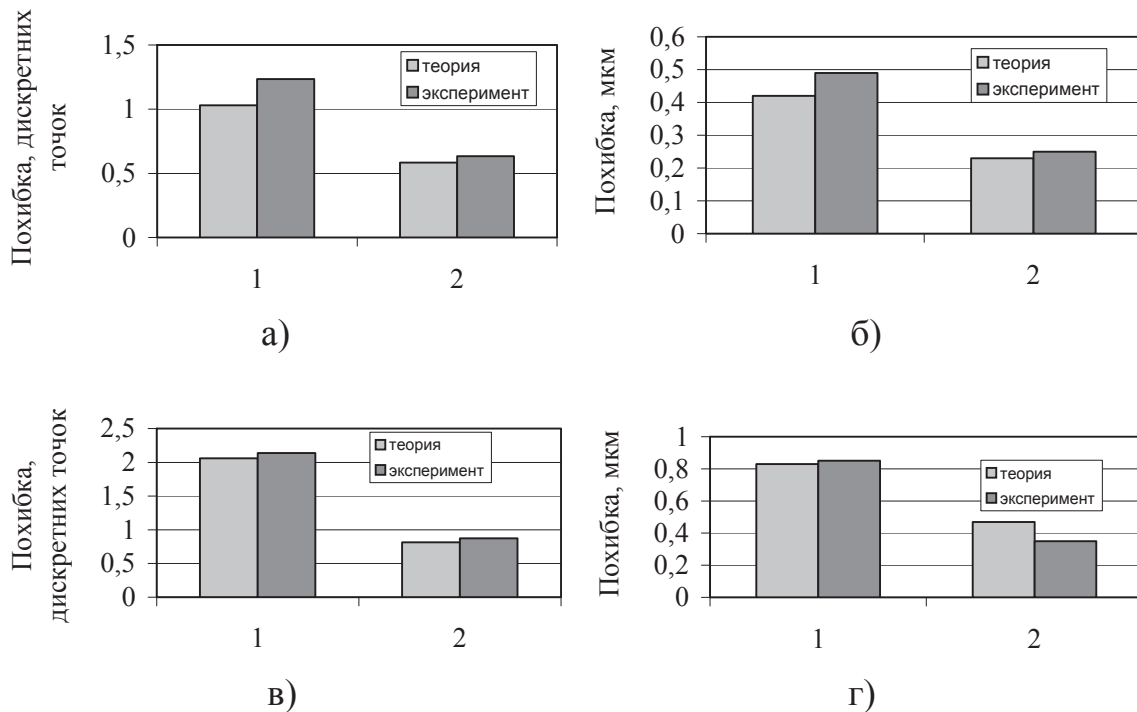 Похибка, дискретних
точок
1,5
1
0,5
0
теория
эксперимент
1
2
а)
Похибка, мкм
0,6
0,5
0,4
0,3
0,2
0,1
0
теория
эксперимент
1
2
б)
Похибка,
дискретних точок
2,5
2
1,5
1
0,5
0
теория
эксперимент
1
2
в)
Похибка, мкм
1
0,8
0,6
0,4
0,2
0
теория
эксперимент
1
2
г)